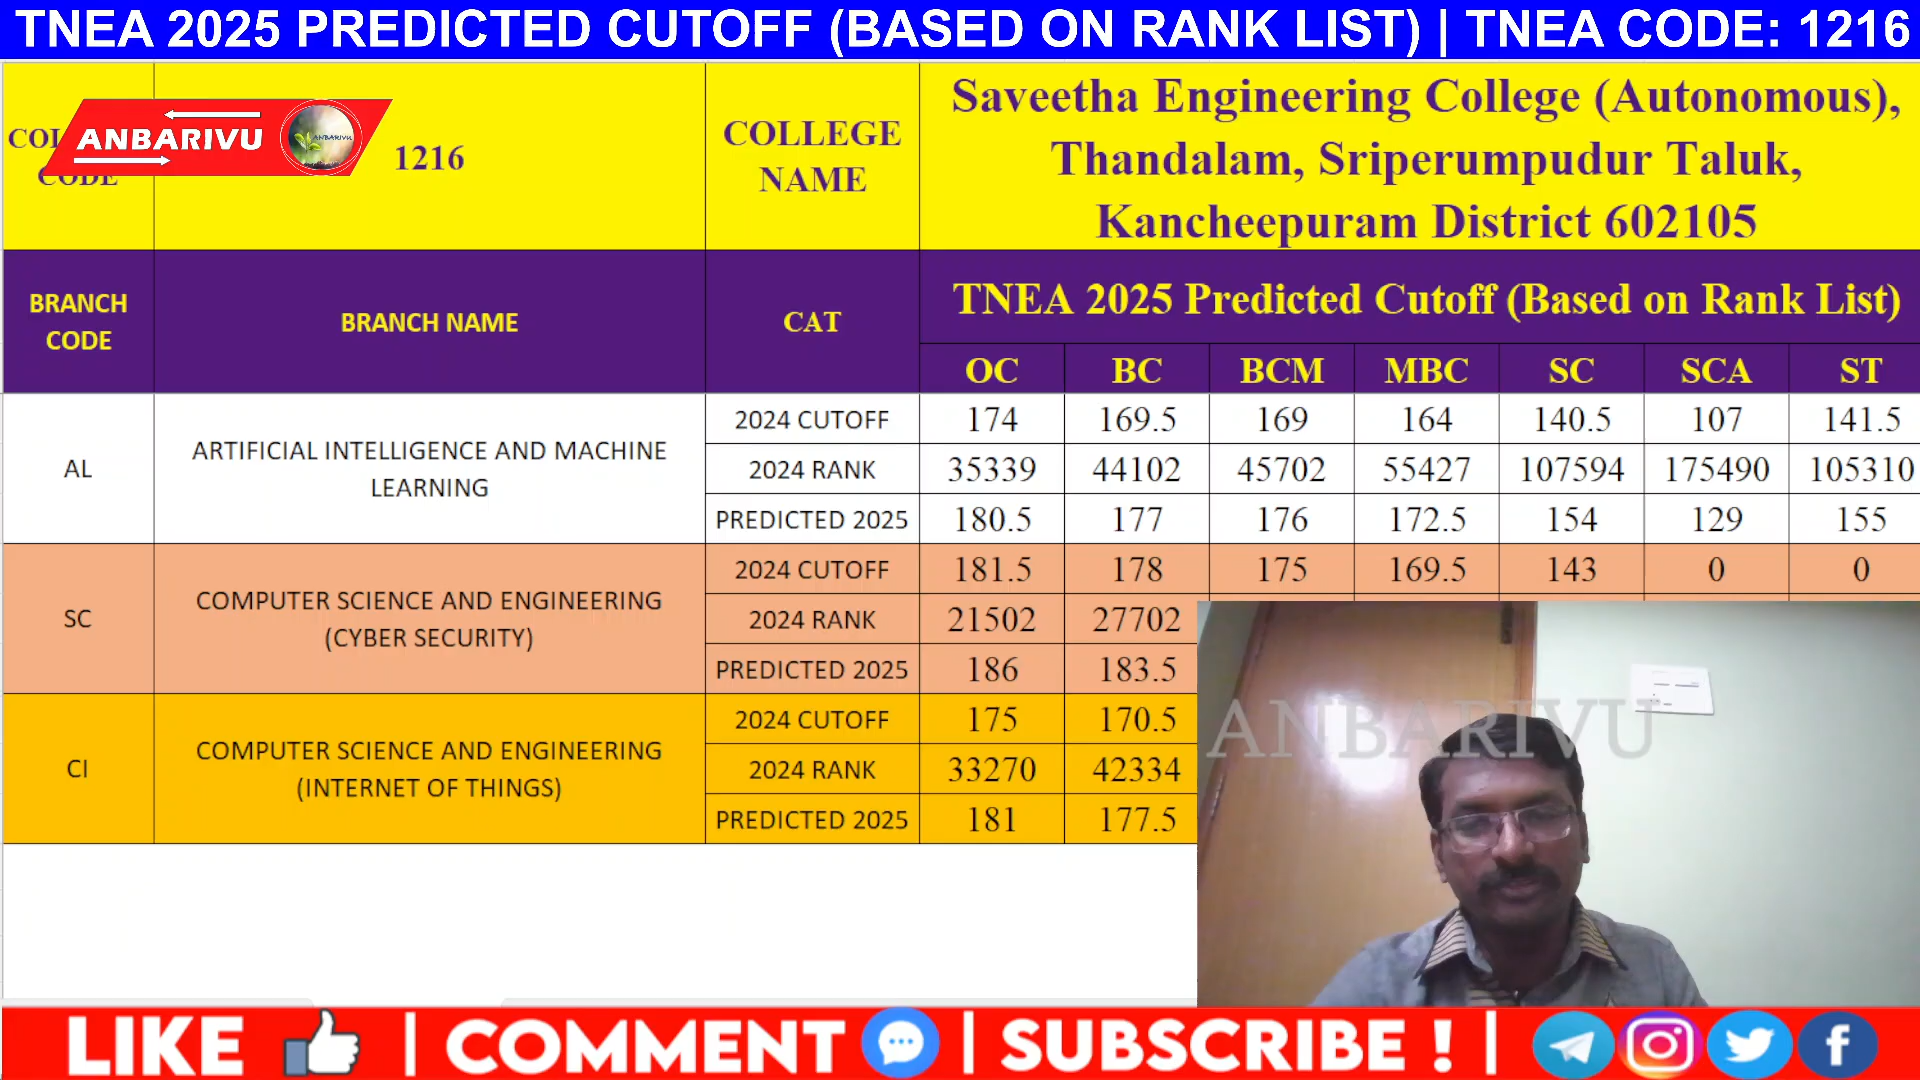 TNEA 2025 PREDICTED CUTOFF (BASED ON RANK LIST) | TNEA CODE: 1216
CODE
ANBARIVU
ANBARIVU
1216
COLLEGE
NAME
Saveetha Engineering College (Autonomous),
Thandalam, Sriperumpudur Taluk,
Kancheepuram District 602105
BRANCH
CODE
BRANCH NAME
CAT
TNEA 2025 Predicted Cutoff (Based on Rank List)
OC BC BCM MBC SC SCA ST
AL
ARTIFICIAL INTELLIGENCE AND MACHINE
LEARNING
2024 CUTOFF 174 169.5 169 164 140.5 107 141.5
2024 RANK 35339 44102 45702 55427 107594 175490 105310
PREDICTED 2025 180.5 177 176 172.5 154 129 155
SC
COMPUTER SCIENCE AND ENGINEERING
(CYBER SECURITY)
2024 CUTOFF 181.5 178 175 169.5 143 0 0
2024 RANK 21502 27702
PREDICTED 2025 186 183.5
CI
COMPUTER SCIENCE AND ENGINEERING
(INTERNET OF THINGS)
2024 CUTOFF 175 170.5
2024 RANK 33270 42334
PREDICTED 2025 181 177.5
ANBARIVU
LIKE | COMMENT | SUBSCRIBE ! |